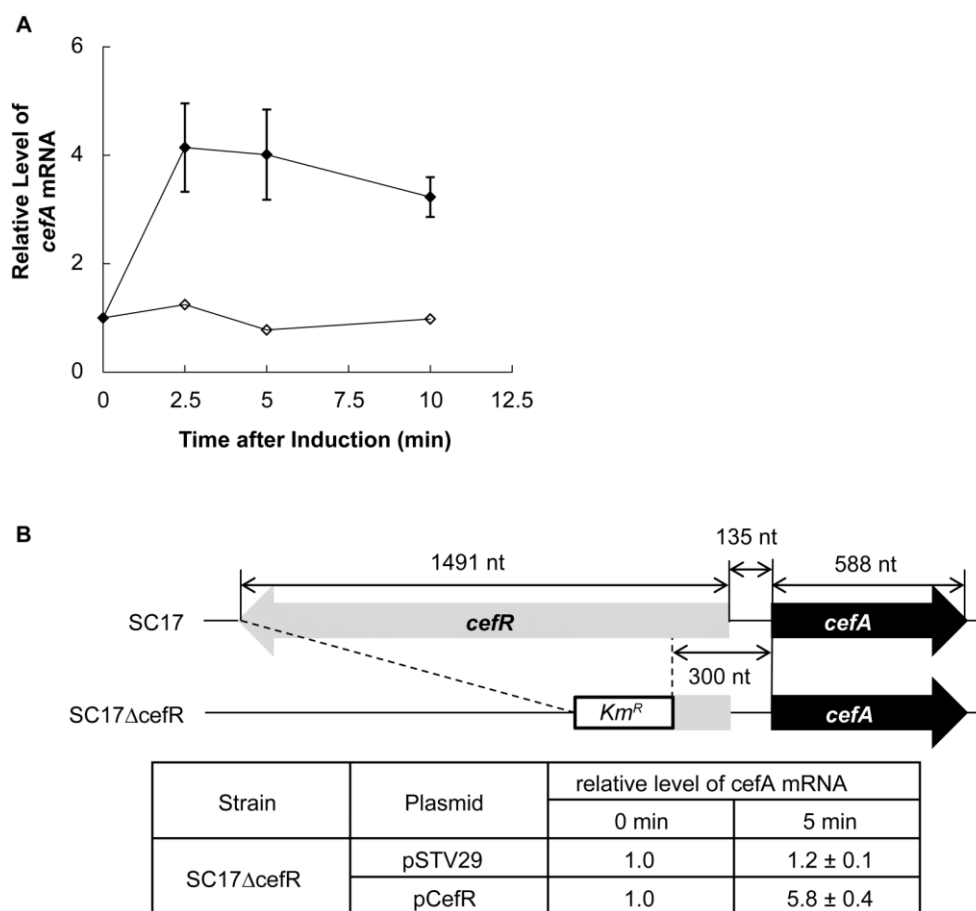 A
6
4
2
0
Relative Level of
cefA mRNA
0 2.5 5 7.5 10 12.5
Time after Induction (min)
B
135 nt
1491 nt 588 nt
SC17 cefR cefA
300 nt
SC17ΔcefR Km^R cefA
Strain Plasmid relative level of cefA mRNA
0 min 5 min
SC17ΔcefR pSTV29 1.0 1.2 ± 0.1
pCefR 1.0 5.8 ± 0.4